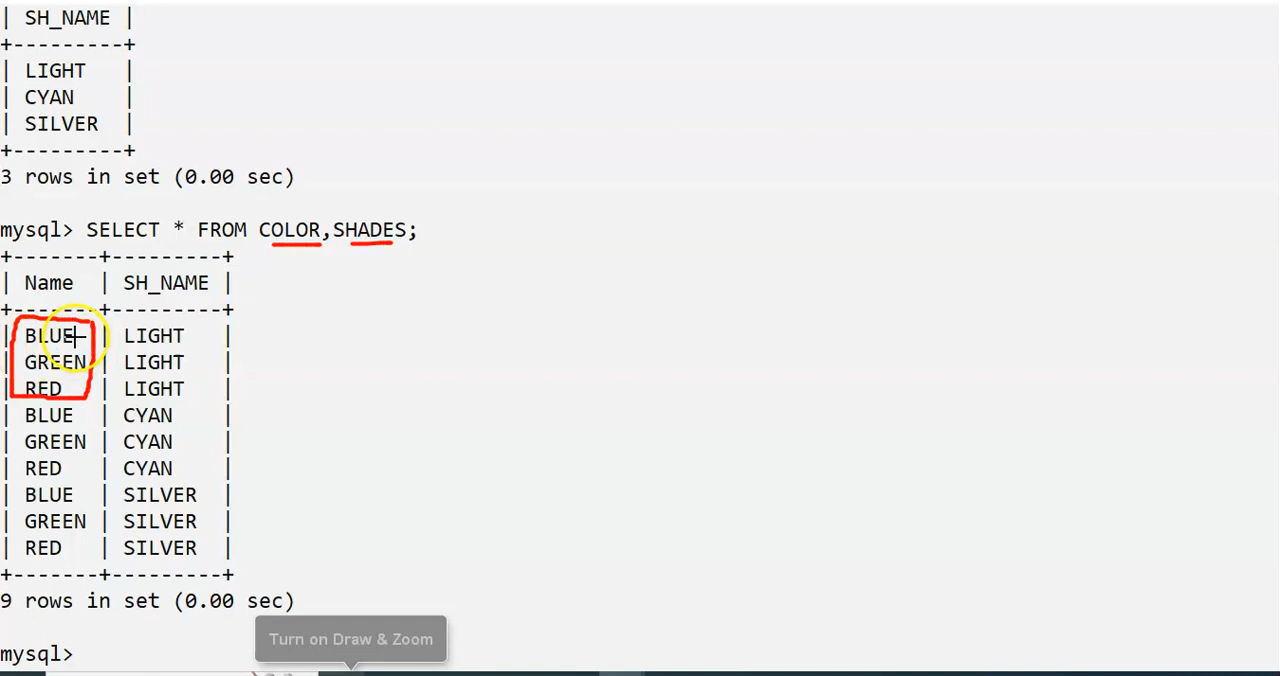 | SH_NAME |
+---------+
| LIGHT   |
| CYAN    |
| SILVER  |
+---------+
3 rows in set (0.00 sec)
mysql> SELECT * FROM COLOR,SHADES;
+-------+---------+
| Name  | SH_NAME |
+-------+---------+
| BLUE  | LIGHT   |
| GREEN | LIGHT   |
| RED   | LIGHT   |
| BLUE  | CYAN    |
| GREEN | CYAN    |
| RED   | CYAN    |
| BLUE  | SILVER  |
| GREEN | SILVER  |
| RED   | SILVER  |
+-------+---------+
9 rows in set (0.00 sec)
Turn on Draw & Zoom
mysql>